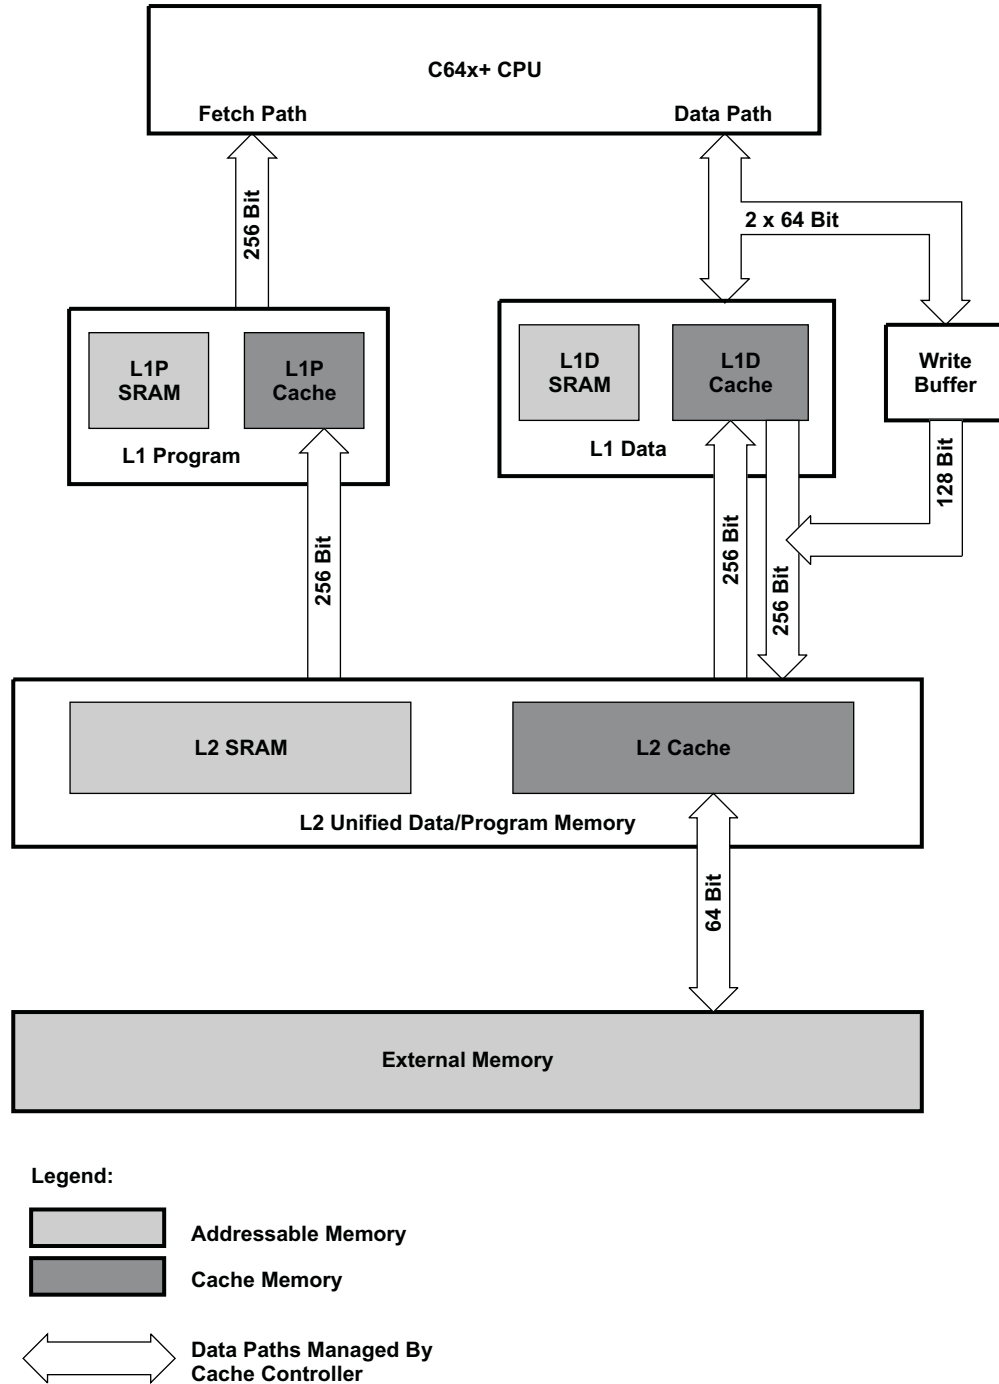 C64x+ CPU
Fetch Path
Data Path
256 Bit
2 x 64 Bit
L1P
SRAM
L1P
Cache
L1 Program
L1D
SRAM
L1D
Cache
L1 Data
Write
Buffer
128 Bit
256 Bit
256 Bit
256 Bit
L2 SRAM
L2 Cache
L2 Unified Data/Program Memory
64 Bit
External Memory
Legend:
Addressable Memory
Cache Memory
Data Paths Managed By
Cache Controller